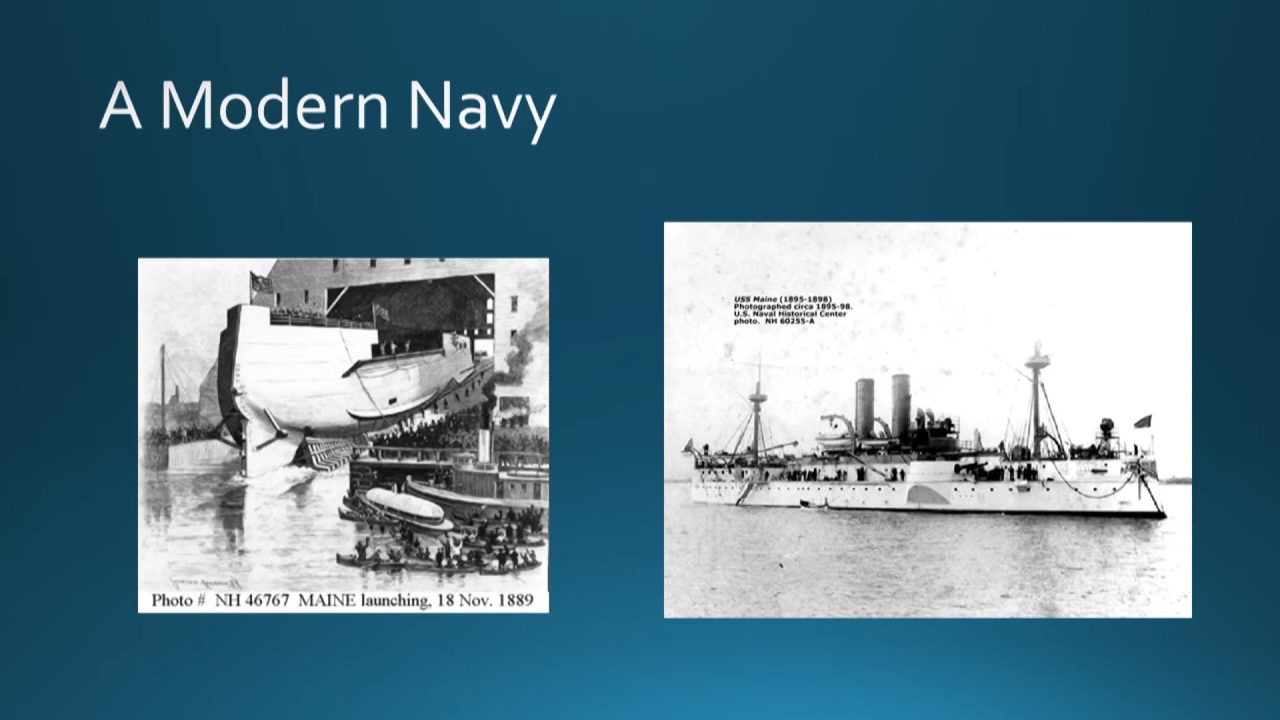 A Modern Navy
USS Maine (1895-1898)
Photographed circa 1895-98.
U.S. Naval Historical Center
photo. NH 60255-A
Photo # NH 46767 MAINE launching, 18 Nov. 1889